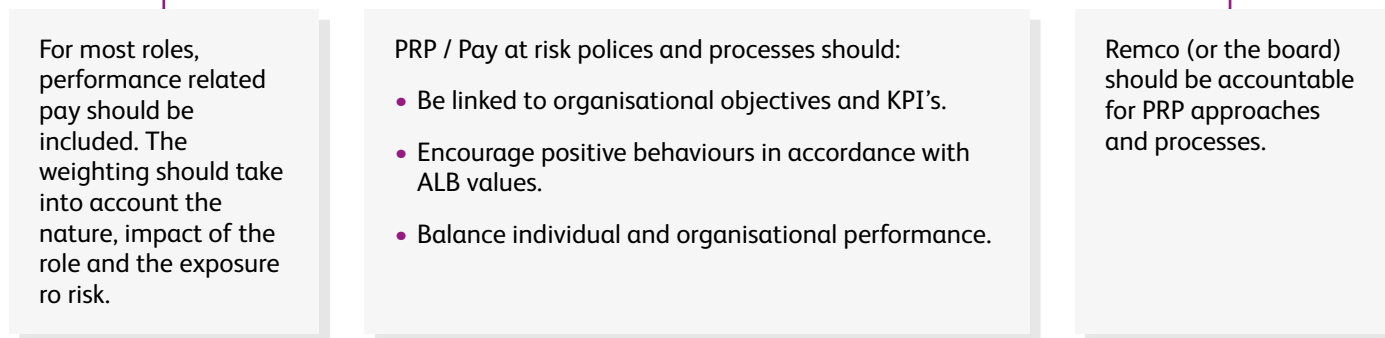 For most roles,
performance related
pay should be
included. The
weighting should take
into account the
nature, impact of the
role and the exposure
ro risk.
PRP / Pay at risk polices and processes should:
• Be linked to organisational objectives and KPI’s.
• Encourage positive behaviours in accordance with
ALB values.
• Balance individual and organisational performance.
Remco (or the board)
should be accountable
for PRP approaches
and processes.